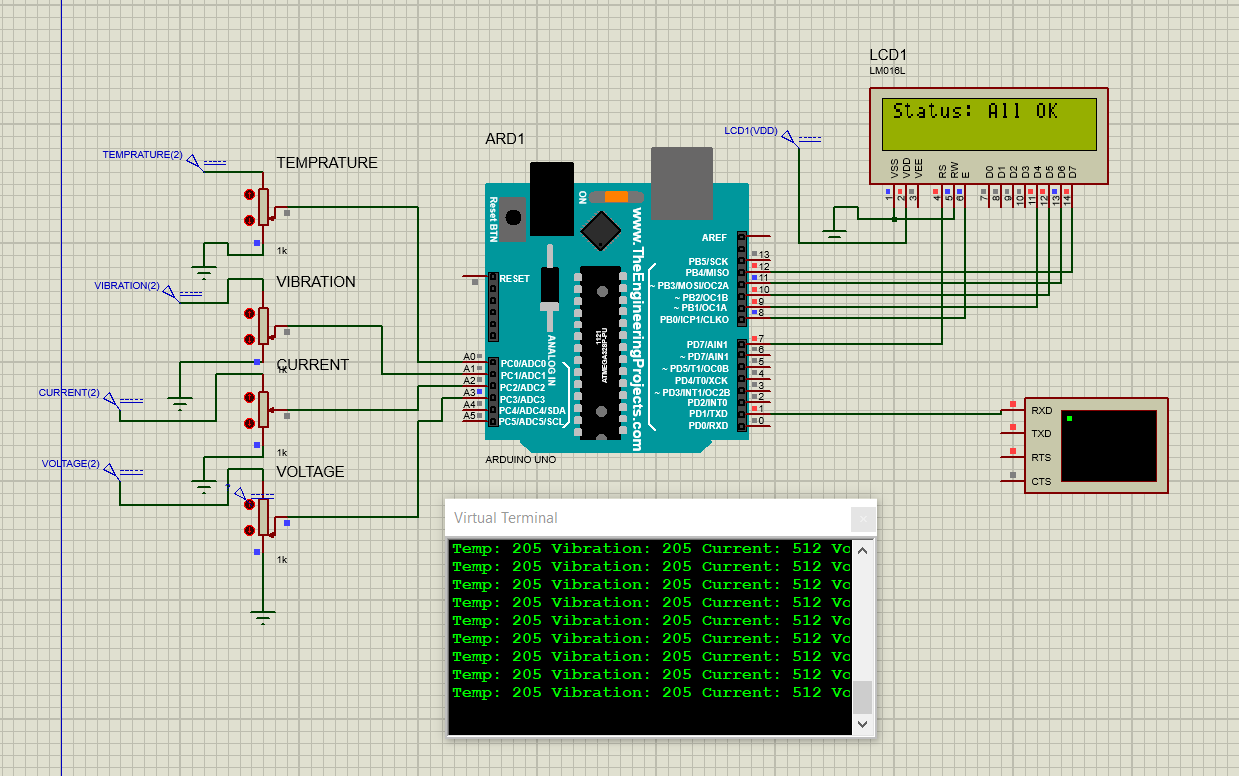 LCD1
LM016L
Status: All OK
VSS
VDD
VEE
RS
RW
E
D0
D1
D2
D3
D4
D5
D6
D7
1
2
3
4
5
6
7
8
9
10
11
12
13
14
LCD1(VDD)
ARD1
TEMPRATURE(2)
TEMPRATURE
1k
VIBRATION(2)
VIBRATION
1k
CURRENT(2)
CURRENT
1k
VOLTAGE(2)
VOLTAGE
1k
Reset BTN
ON
www.TheEngineeringProjects.com
RESET
ANALOG IN
1121
ATMEGA328P-PU
A0
A1
A2
A3
A4
A5
PC0/ADC0
PC1/ADC1
PC2/ADC2
PC3/ADC3
PC4/ADC4/SDA
PC5/ADC5/SCL
AREF
PB5/SCK 13
PB4/MISO 12
~ PB3/MOSI/OC2A 11
~ PB2/OC1B 10
~ PB1/OC1A 9
PB0/ICP1/CLKO 8
PD7/AIN1 7
~ PD7/AIN1 6
~ PD5/T1/OC0B 5
PD4/T0/XCK 4
~ PD3/INT1/OC2B 3
PD2/INT0 2
PD1/TXD 1
PD0/RXD 0
ARDUINO UNO
RXD
TXD
RTS
CTS
Virtual Terminal
Temp: 205 Vibration: 205 Current: 512 Vo
Temp: 205 Vibration: 205 Current: 512 Vo
Temp: 205 Vibration: 205 Current: 512 Vo
Temp: 205 Vibration: 205 Current: 512 Vo
Temp: 205 Vibration: 205 Current: 512 Vo
Temp: 205 Vibration: 205 Current: 512 Vo
Temp: 205 Vibration: 205 Current: 512 Vo
Temp: 205 Vibration: 205 Current: 512 Vo
Temp: 205 Vibration: 205 Current: 512 Vo